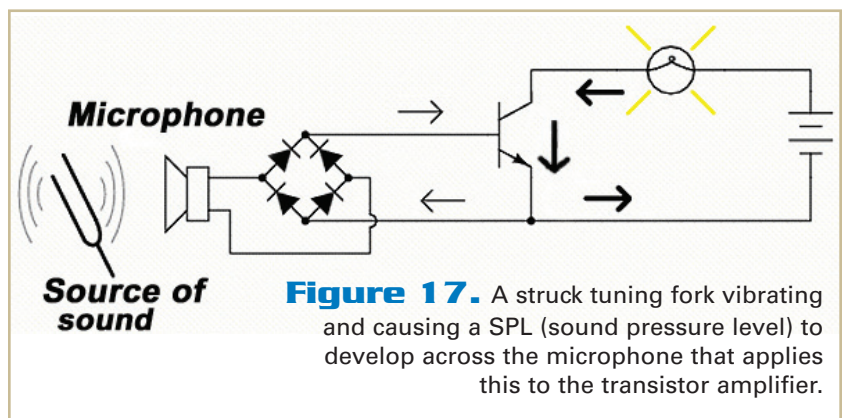 Microphone
Source of
sound
Figure 17. A struck tuning fork vibrating
and causing a SPL (sound pressure level) to
develop across the microphone that applies
this to the transistor amplifier.